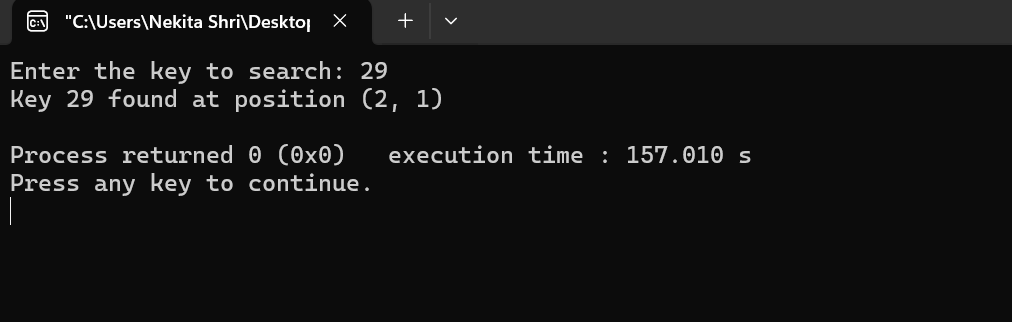 "C:\Users\Nekita Shri\Desktop
Enter the key to search: 29
Key 29 found at position (2, 1)
Process returned 0 (0x0)   execution time : 157.010 s
Press any key to continue.